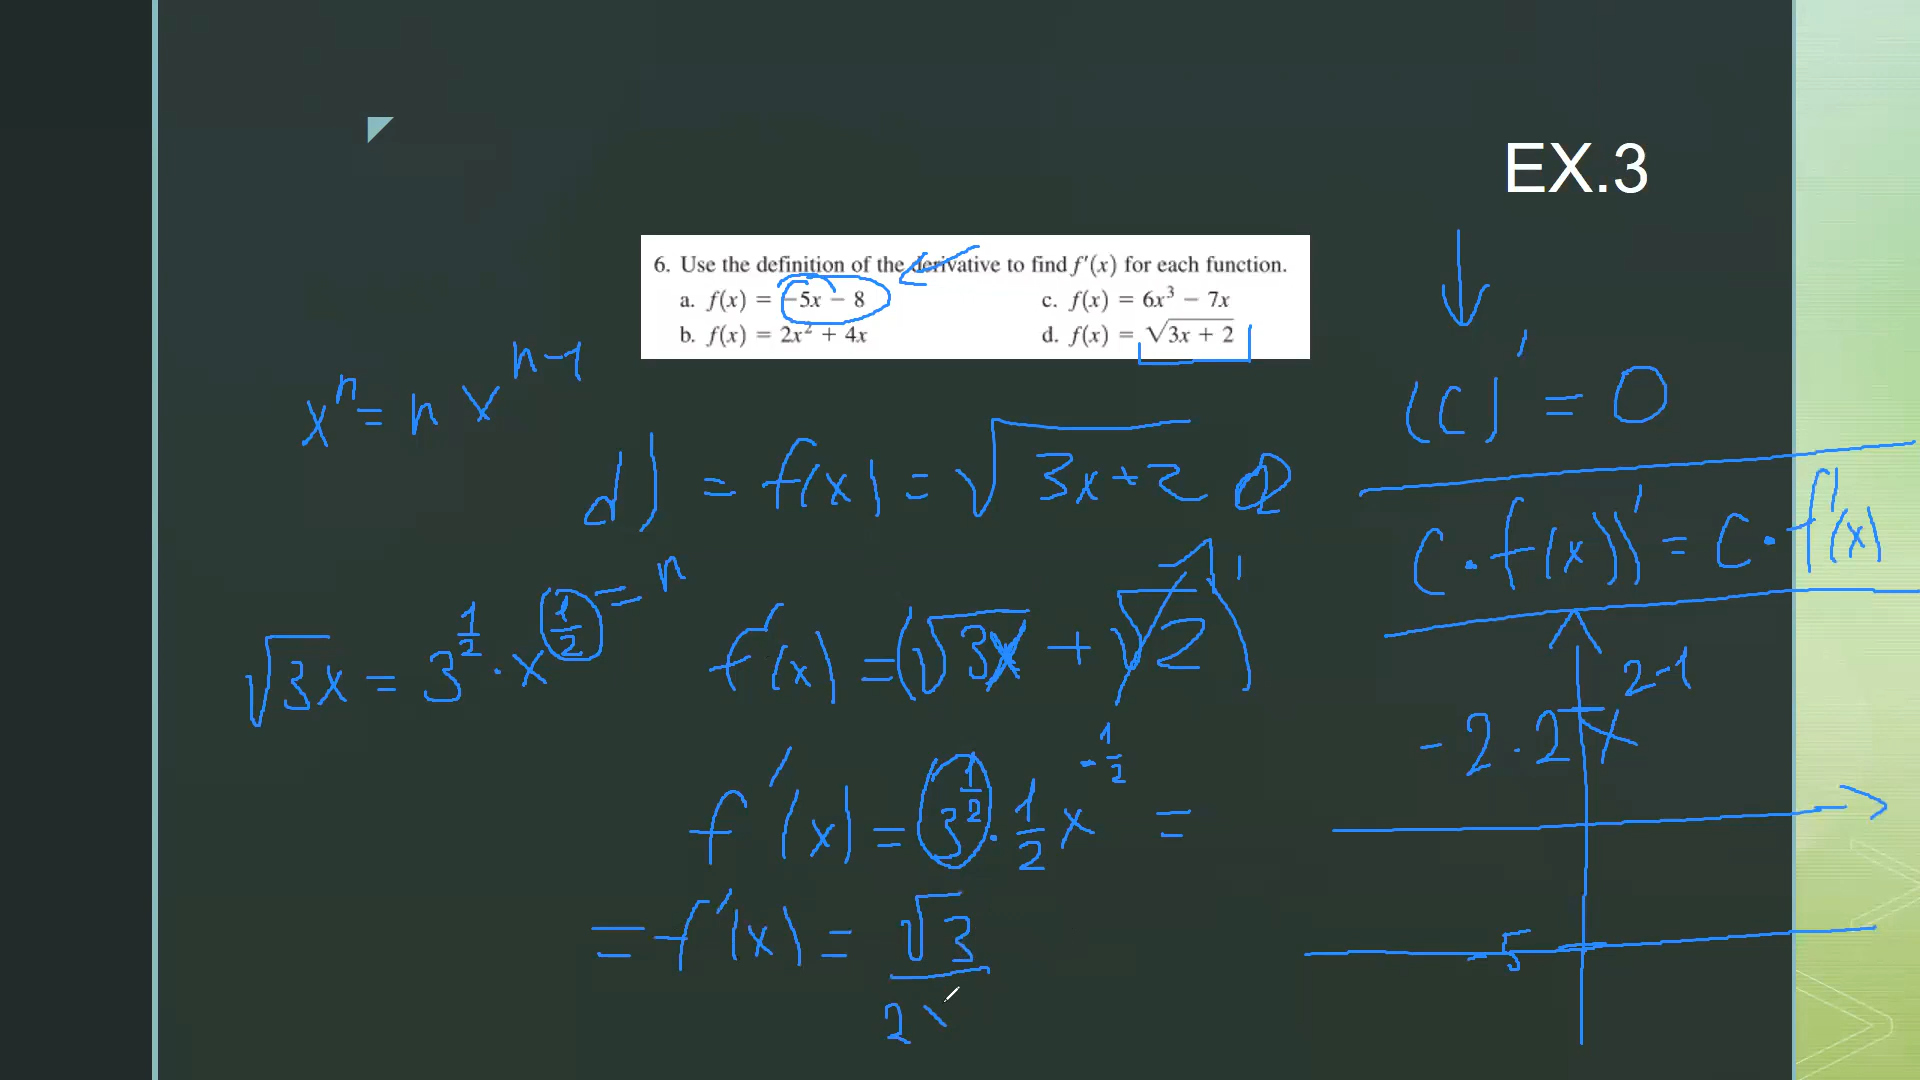 EX.3
6. Use the definition of the derivative to find f′(x) for each function.
a. f(x) = −5x − 8
c. f(x) = 6x³ − 7x
b. f(x) = 2x² + 4x
d. f(x) = √(3x + 2)
xⁿ = n x^(n-1)
(C)' = 0
d) = f(x) = √(3x+2)
C · f(x))' = C · f'(x)
√(3x) = 3^(1/2) · x^(1/2) = n
f'(x) = (√(3x) + √2)'
-2 · 2 x^(2-1)
f'(x) = 3^(1/2) · 1/2 x^(-1/2) =
= f'(x) = √3 / 2x
-5